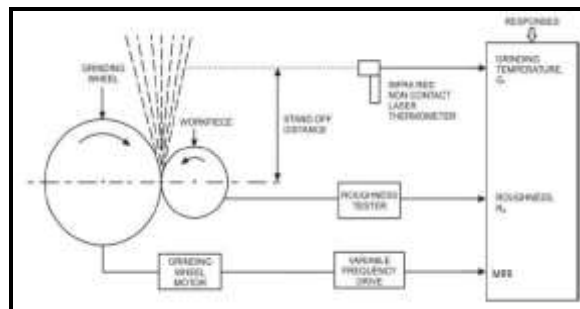 RESPONSES
GRINDING
WHEEL
WORKPIECE
STAND OFF
DISTANCE
INFRA RED
NON CONTACT
LASER
THERMOMETER
GRINDING
TEMPERATURE,
ROUGHNESS
TESTER
ROUGHNESS,
GRINDING
WHEEL
MOTOR
VARIABLE
FREQUENCY
DRIVE
MRR